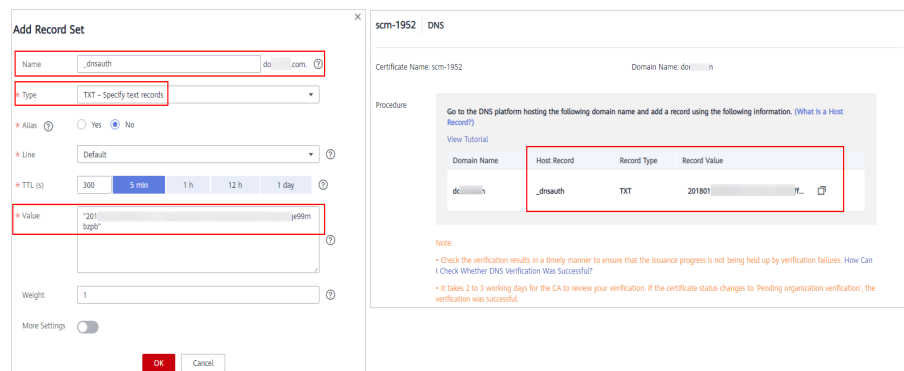 Add Record Set
X
Name
_dnsauth
do
.com.
* Type
TXT – Specify text records
* Alias
Yes
No
* Line
Default
* TTL (s)
300
5 min
1 h
12 h
1 day
* Value
"201
je99m
bzpb"
Weight
1
More Settings
OK
Cancel
scm-1952
DNS
Certificate Name: scm-1952
Domain Name: doi
n
Procedure
Go to the DNS platform hosting the following domain name and add a record using the following information. (What Is a Host
Record?)
View Tutorial
Domain Name
Host Record
Record Type
Record Value
do
n
_dnsauth
TXT
201801
ff...
Note:
• Check the verification results in a timely manner to ensure that the issuance progress is not being held up by verification failures. How Can
I Check Whether DNS Verification Was Successful?
• It takes 2 to 3 working days for the CA to review your verification. If the certificate status changes to 'Pending organization verification', the
verification was successful.